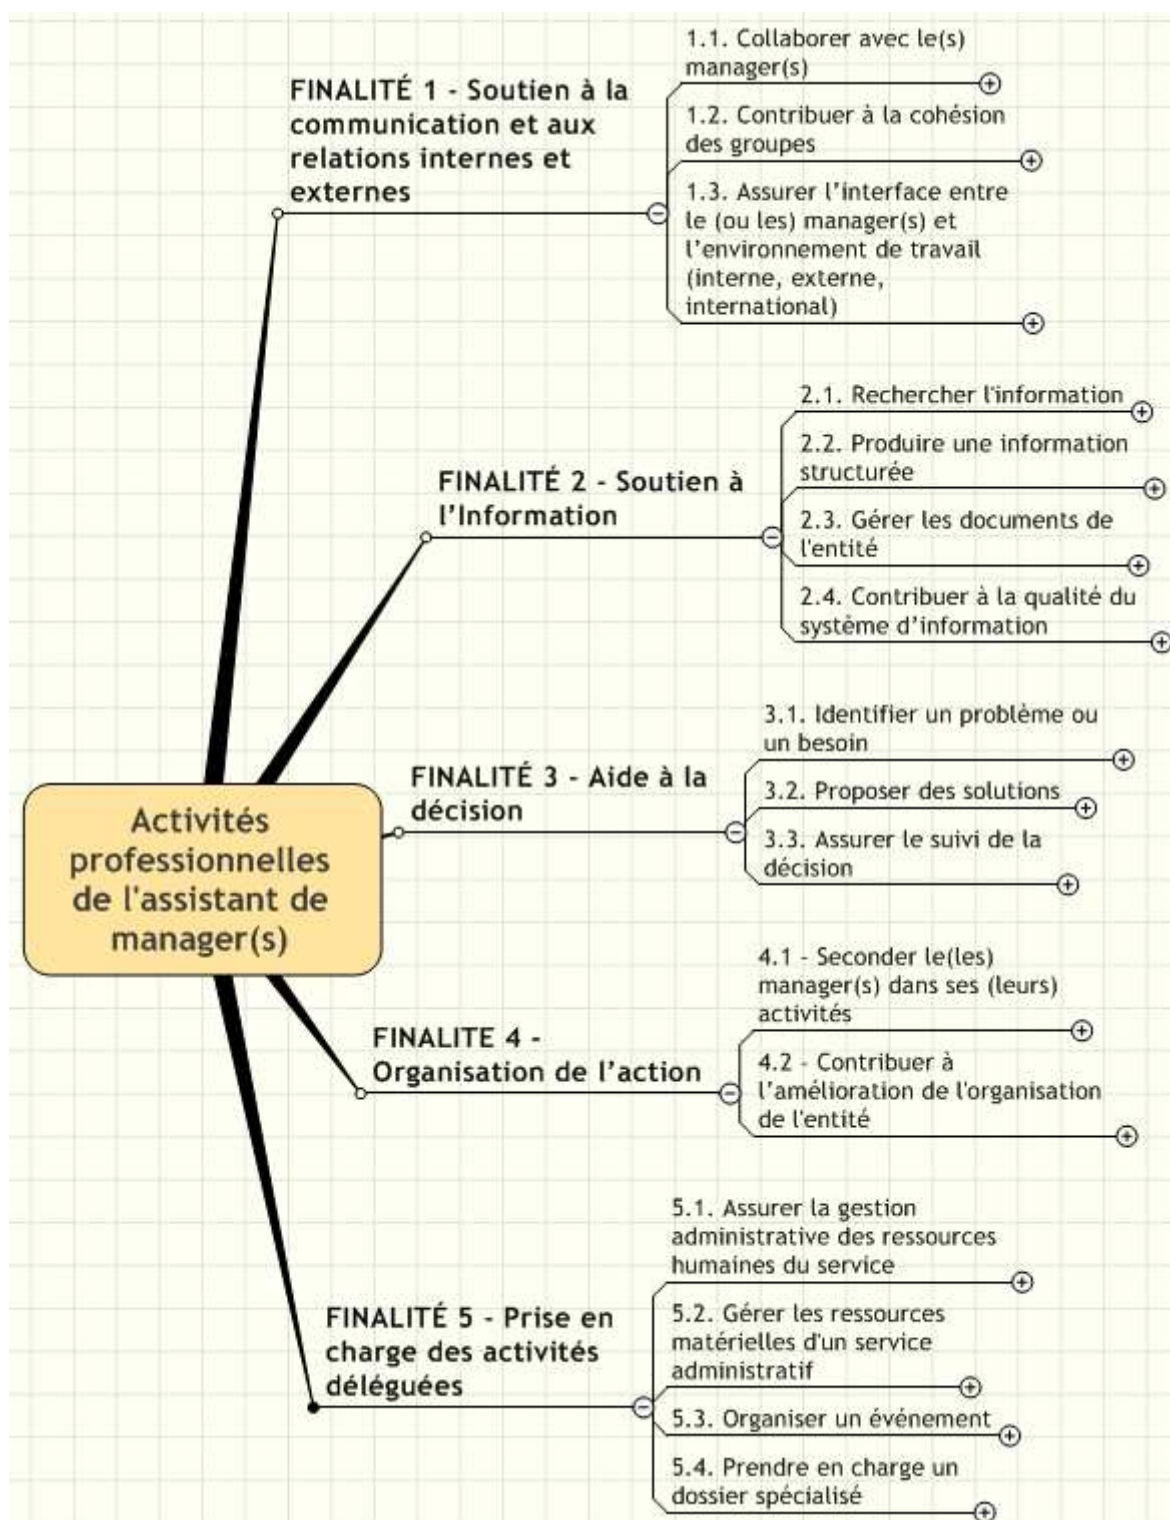 FINALITÉ 1 - Soutien à la
communication et aux
relations internes et
externes
1.1. Collaborer avec le(s)
manager(s)
1.2. Contribuer à la cohésion
des groupes
1.3. Assurer l’interface entre
le (ou les) manager(s) et
l’environnement de travail
(interne, externe,
international)
FINALITÉ 2 - Soutien à
l’Information
2.1. Rechercher l'information
2.2. Produire une information
structurée
2.3. Gérer les documents de
l'entité
2.4. Contribuer à la qualité du
système d’information
FINALITÉ 3 - Aide à la
décision
3.1. Identifier un problème ou
un besoin
3.2. Proposer des solutions
3.3. Assurer le suivi de la
décision
Activités
professionnelles
de l'assistant de
manager(s)
FINALITE 4 -
Organisation de l’action
4.1 - Seconder le(les)
manager(s) dans ses (leurs)
activités
4.2 - Contribuer à
l’amélioration de l'organisation
de l'entité
FINALITÉ 5 - Prise en
charge des activités
déléguées
5.1. Assurer la gestion
administrative des ressources
humaines du service
5.2. Gérer les ressources
matérielles d'un service
administratif
5.3. Organiser un événement
5.4. Prendre en charge un
dossier spécialisé